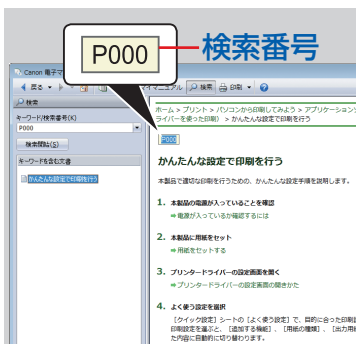 P000 検索番号
Canon 電子マ
戻る マイマニュアル 検索 印刷
検索
キーワード/検索番号(K)
P000
検索開始(S)
キーワードを含む文書
かんたんな設定で印刷を行う
ホーム > プリント > パソコンから印刷してみよう > アプリケーション
ライバーを使った印刷） > かんたんな設定で印刷を行う
P000
かんたんな設定で印刷を行う
本製品で適切な印刷を行うための、かんたんな設定手順を説明します。
1. 本製品の電源が入っていることを確認
➡電源が入っているか確認するには
2. 本製品に用紙をセット
➡用紙をセットする
3. プリンタードライバーの設定画面を開く
➡プリンタードライバーの設定画面の開きかた
4. よく使う設定を選択
［クイック設定］シートの［よく使う設定］で、目的に合った印刷設
印刷設定を選ぶと、［追加する機能］、［用紙の種類］、［出力用紙
た内容に自動的に切り替わります。